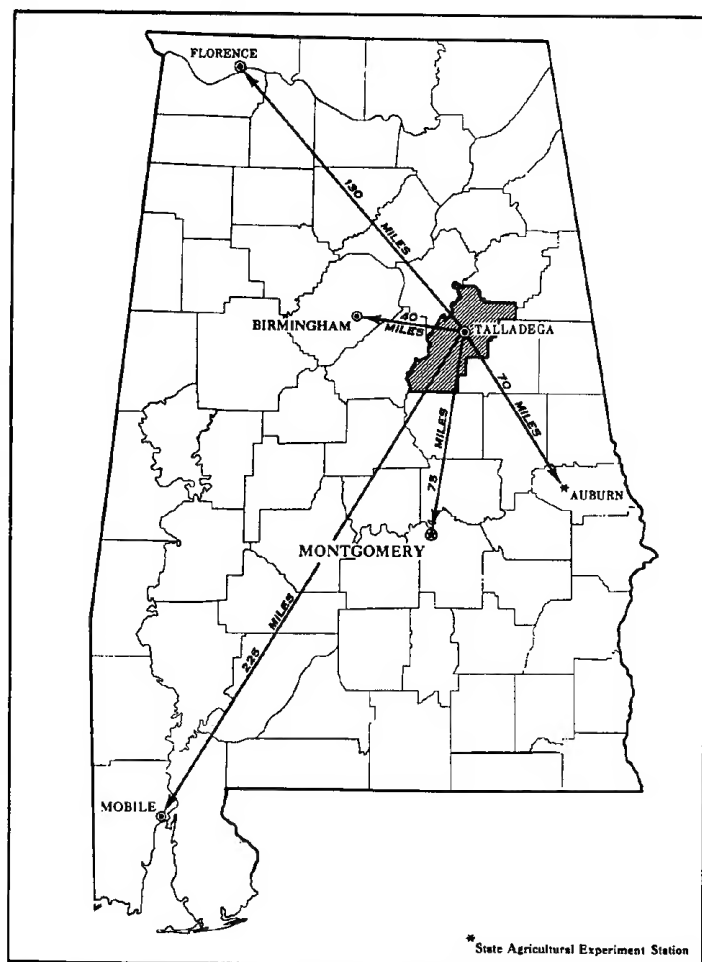 FLORENCE
130 MILES
BIRMINGHAM
40 MILES
TALLADEGA
70 MILES
75 MILES
AUBURN
MONTGOMERY
225 MILES
MOBILE
*State Agricultural Experiment Station